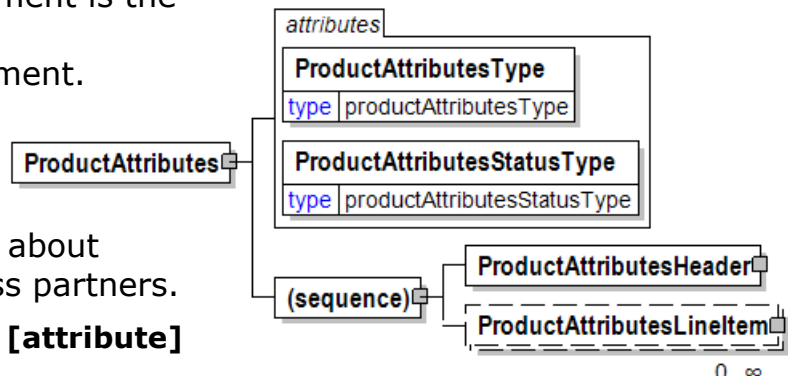 ment is the
attributes
ProductAttributesType
ment.
type productAttributesType
ProductAttributes
ProductAttributesStatusType
type productAttributesStatusType
about
ss partners.
ProductAttributesHeader
(sequence)
ProductAttributesLineItem
[attribute]
0 ∞